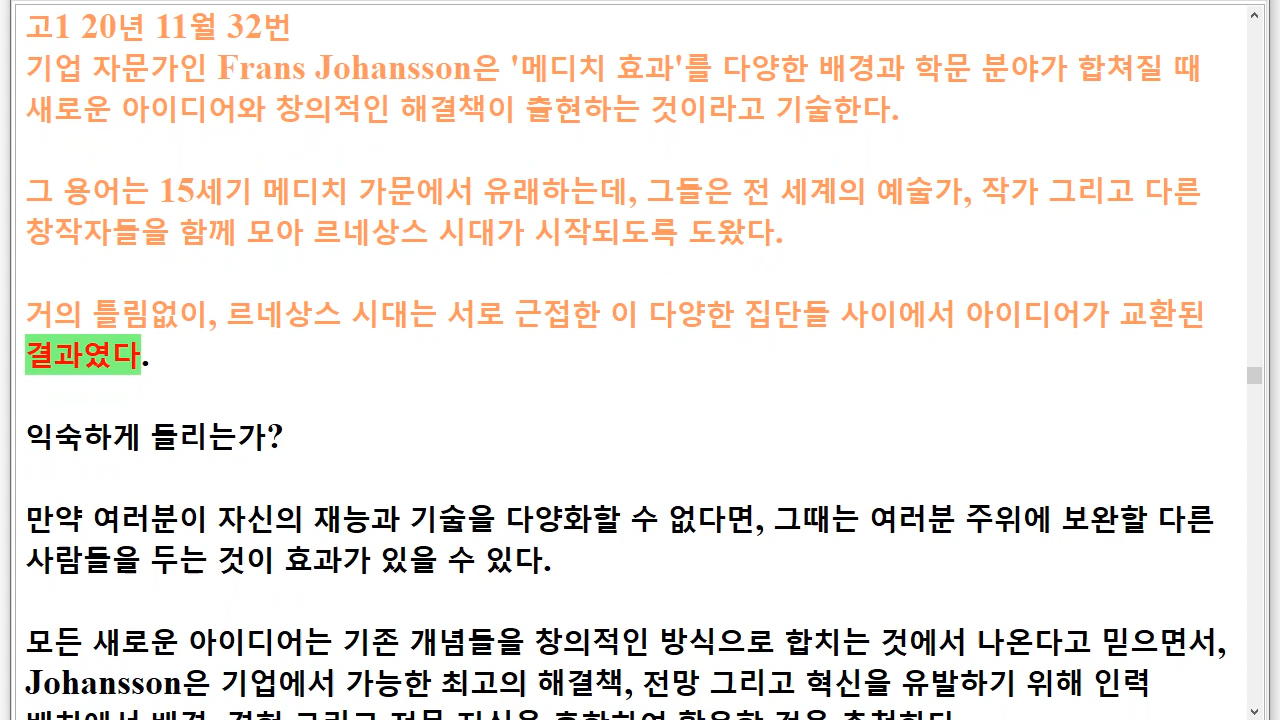 고1 20년 11월 32번
기업 자문가인 Frans Johansson은 '메디치 효과'를 다양한 배경과 학문 분야가 합쳐질 때
새로운 아이디어와 창의적인 해결책이 출현하는 것이라고 기술한다.
그 용어는 15세기 메디치 가문에서 유래하는데, 그들은 전 세계의 예술가, 작가 그리고 다른
창작자들을 함께 모아 르네상스 시대가 시작되도록 도왔다.
거의 틀림없이, 르네상스 시대는 서로 근접한 이 다양한 집단들 사이에서 아이디어가 교환된
결과였다.
익숙하게 들리는가?
만약 여러분이 자신의 재능과 기술을 다양화할 수 없다면, 그때는 여러분 주위에 보완할 다른
사람들을 두는 것이 효과가 있을 수 있다.
모든 새로운 아이디어는 기존 개념들을 창의적인 방식으로 합치는 것에서 나온다고 믿으면서,
Johansson은 기업에서 가능한 최고의 해결책, 전망 그리고 혁신을 유발하기 위해 인력